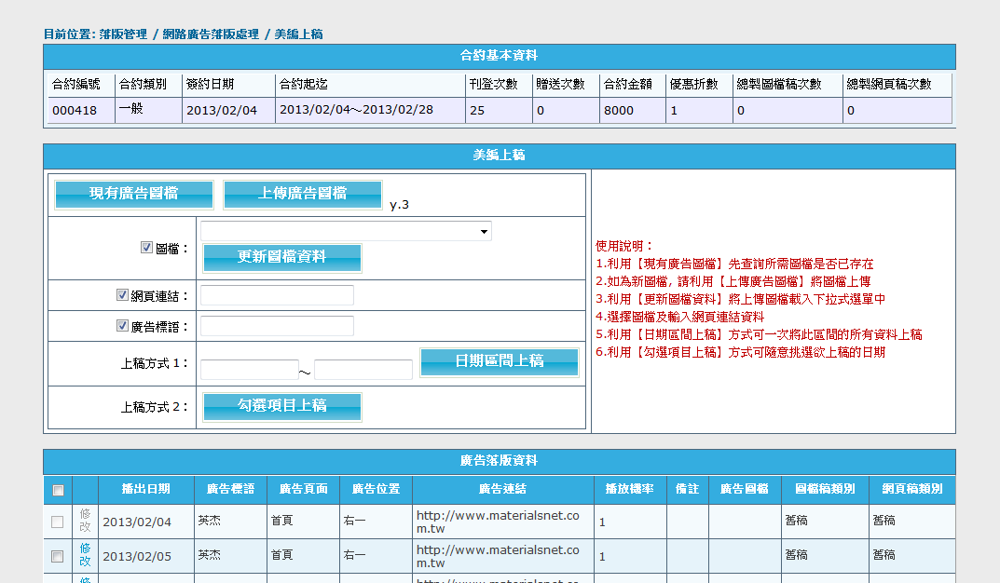 目前位置: 落版管理 / 網路廣告落版處理 / 美編上稿
合約基本資料
合約編號 合約類別 簽約日期 合約起迄 刊登次數 贈送次數 合約金額 優惠折數 總製圖檔稿次數 總製網頁稿次數
000418 一般 2013/02/04 2013/02/04～2013/02/28 25 0 8000 1 0 0
美編上稿
現有廣告圖檔 上傳廣告圖檔 y.3
圖檔：
更新圖檔資料
網頁連結：
廣告標語：
上稿方式 1： ～ 日期區間上稿
上稿方式 2： 勾選項目上稿
使用說明：
1.利用【現有廣告圖檔】先查詢所需圖檔是否已存在
2.如為新圖檔, 請利用【上傳廣告圖檔】將圖檔上傳
3.利用【更新圖檔資料】將上傳圖檔載入下拉式選單中
4.選擇圖檔及輸入網頁連結資料
5.利用【日期區間上稿】方式可一次將此區間的所有資料上稿
6.利用【勾選項目上稿】方式可隨意挑選欲上稿的日期
廣告落版資料
播出日期 廣告標語 廣告頁面 廣告位置 廣告連結 播放機率 備註 廣告圖檔 圖檔稿類別 網頁稿類別
修改 2013/02/04 英杰 首頁 右一 http://www.materialsnet.co
m.tw 1 舊稿 舊稿
修改 2013/02/05 英杰 首頁 右一 http://www.materialsnet.co
m.tw 1 舊稿 舊稿